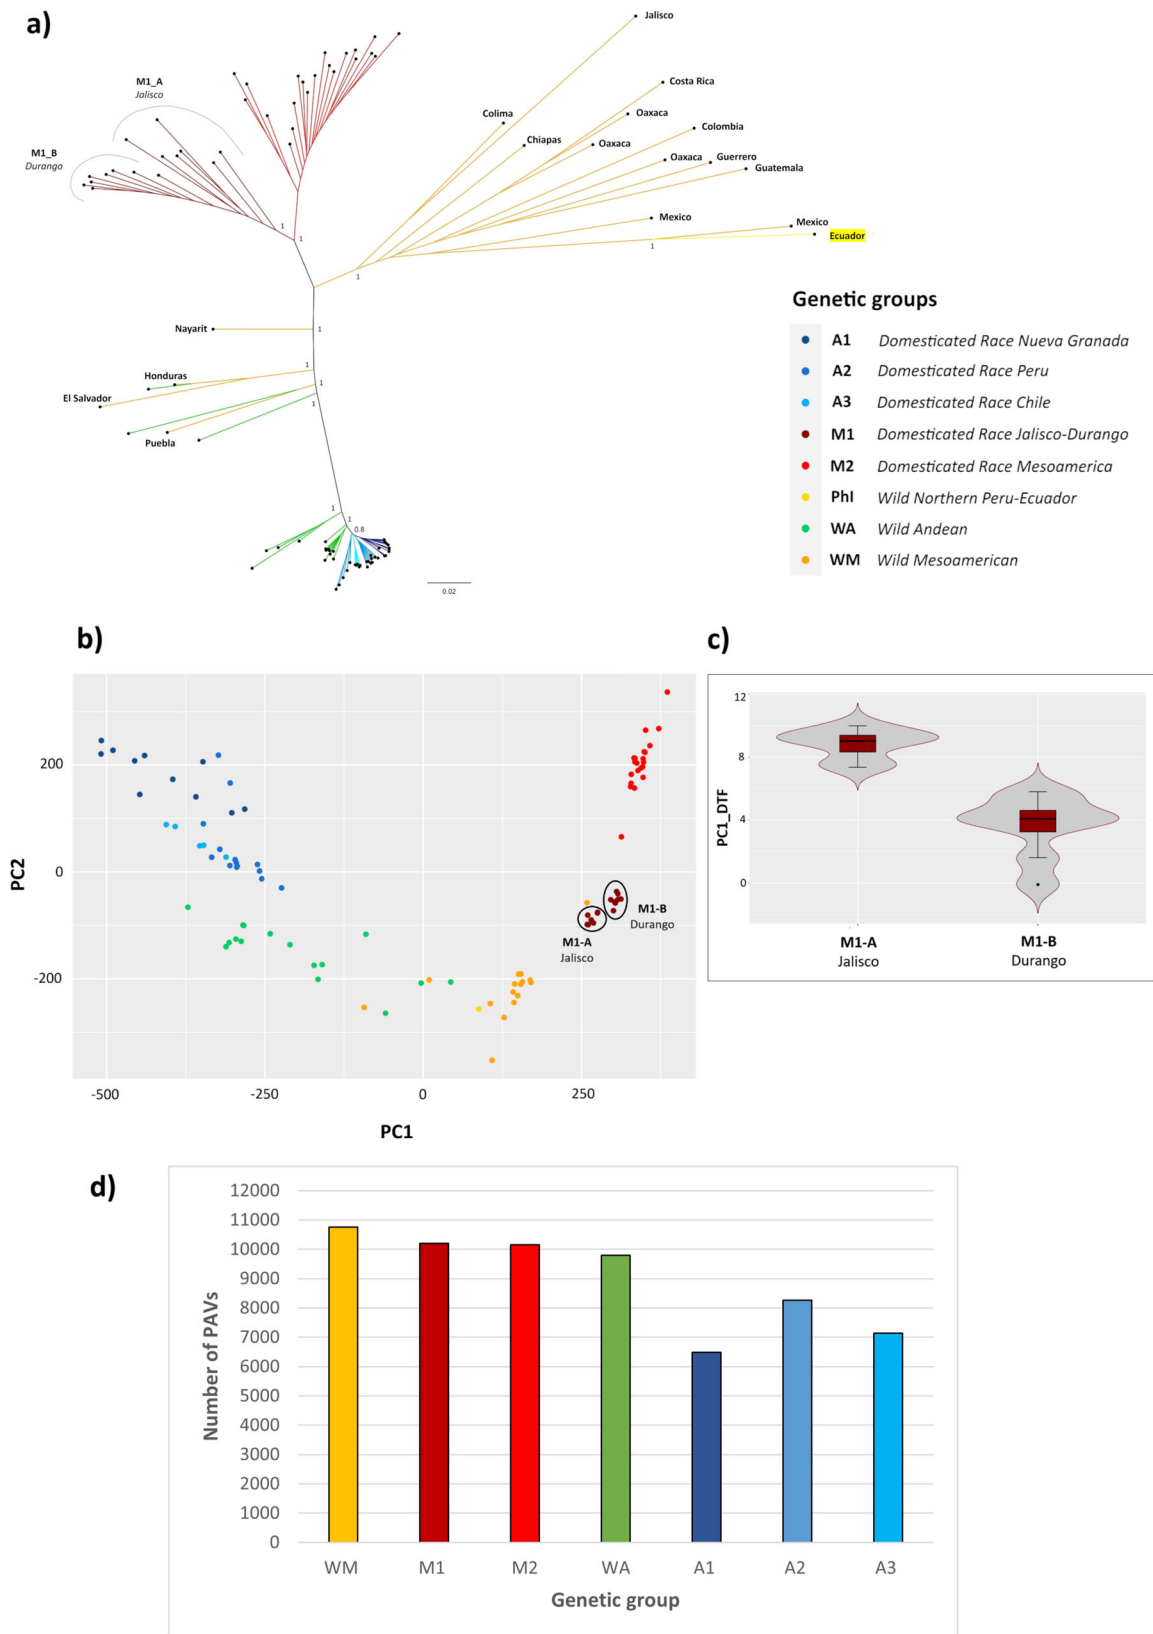 a)
Jalisco
M1_A
Jalisco
Costa Rica
Colima
Oaxaca
Colombia
Chiapas
Oaxaca
M1_B
Durango
Oaxaca
Guerrero
Guatemala
Mexico
Mexico
Ecuador
1
1
1
1
Nayarit
1
Honduras
1
1
El Salvador
1
Puebla
1
1
0.8
0.02
Genetic groups
A1 Domesticated Race Nueva Granada
A2 Domesticated Race Peru
A3 Domesticated Race Chile
M1 Domesticated Race Jalisco-Durango
M2 Domesticated Race Mesoamerica
PhI Wild Northern Peru-Ecuador
WA Wild Andean
WM Wild Mesoamerican
b)
200
0
-200
PC2
-500
-250
0
250
PC1
M1-A
Jalisco
M1-B
Durango
c)
12
8
4
0
PC1_DTF
M1-A
Jalisco
M1-B
Durango
d)
12000
11000
10000
9000
8000
7000
6000
5000
4000
3000
2000
1000
0
Number of PAVs
WM M1 M2 WA A1 A2 A3
Genetic group